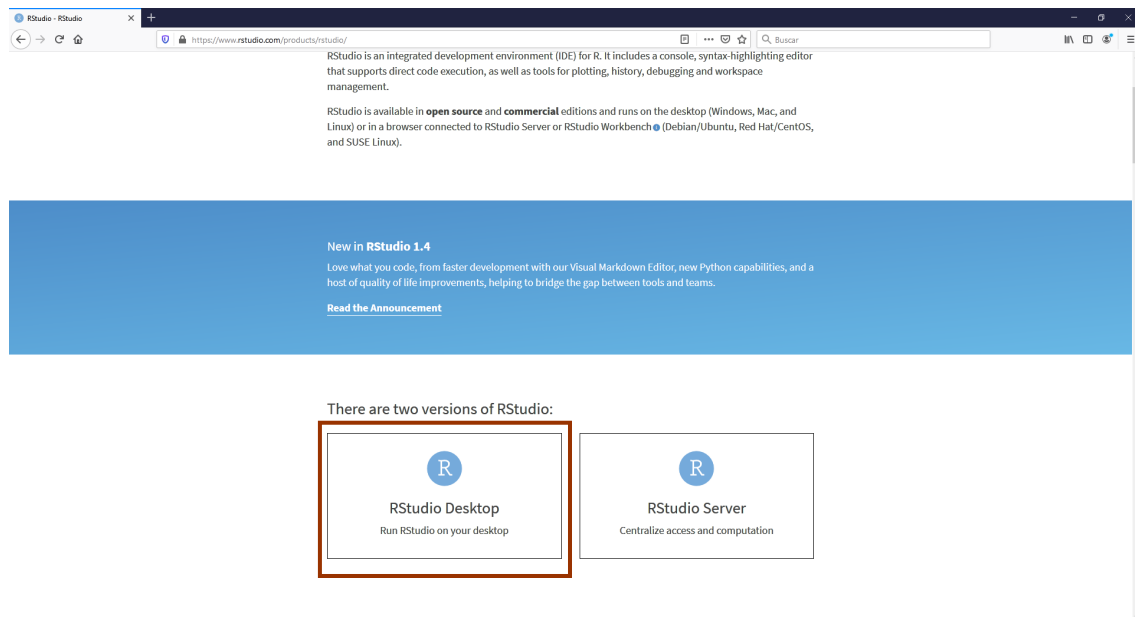 RStudio - RStudio
https://www.rstudio.com/products/rstudio/
Buscar
RStudio is an integrated development environment (IDE) for R. It includes a console, syntax-highlighting editor
that supports direct code execution, as well as tools for plotting, history, debugging and workspace
management.
RStudio is available in open source and commercial editions and runs on the desktop (Windows, Mac, and
Linux) or in a browser connected to RStudio Server or RStudio Workbench (Debian/Ubuntu, Red Hat/CentOS,
and SUSE Linux).
New in RStudio 1.4
Love what you code, from faster development with our Visual Markdown Editor, new Python capabilities, and a
host of quality of life improvements, helping to bridge the gap between tools and teams.
Read the Announcement
There are two versions of RStudio:
R
RStudio Desktop
Run RStudio on your desktop
R
RStudio Server
Centralize access and computation